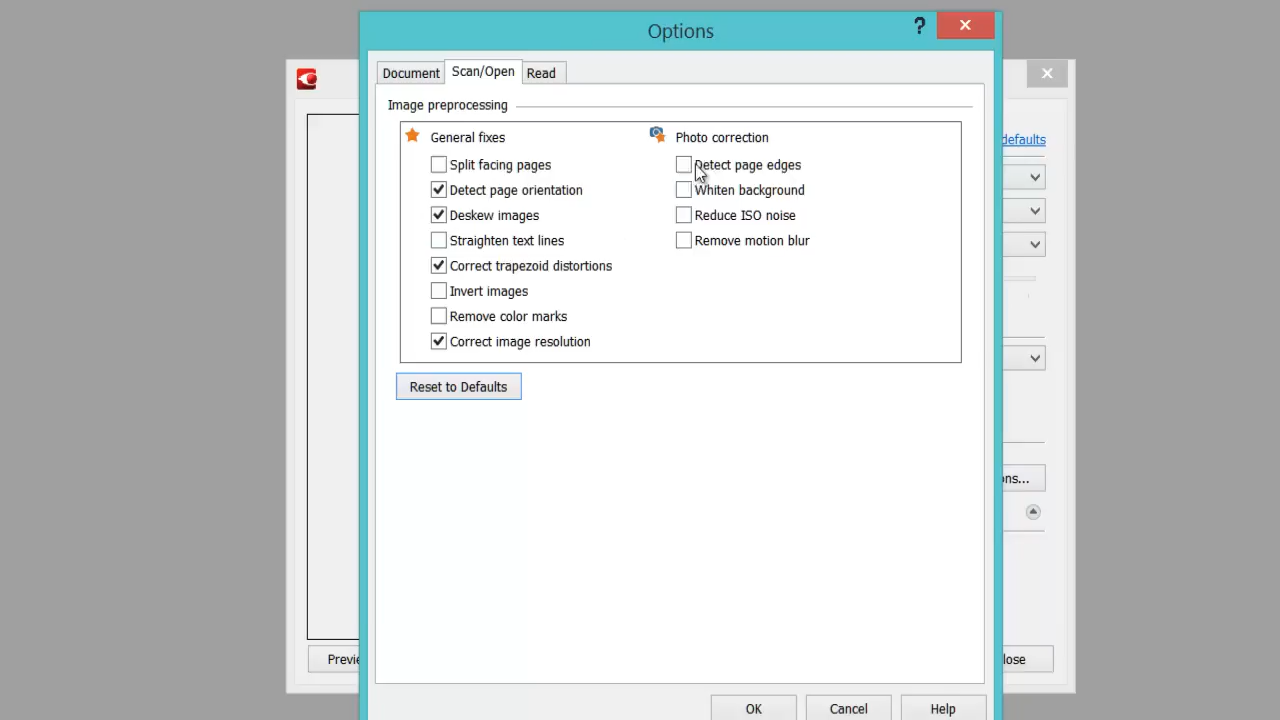 Options
?
Document
Scan/Open
Read
Image preprocessing
General fixes
Split facing pages
Detect page orientation
Deskew images
Straighten text lines
Correct trapezoid distortions
Invert images
Remove color marks
Correct image resolution
Photo correction
Detect page edges
Whiten background
Reduce ISO noise
Remove motion blur
Reset to Defaults
OK
Cancel
Help
defaults
ns...
Previe
lose